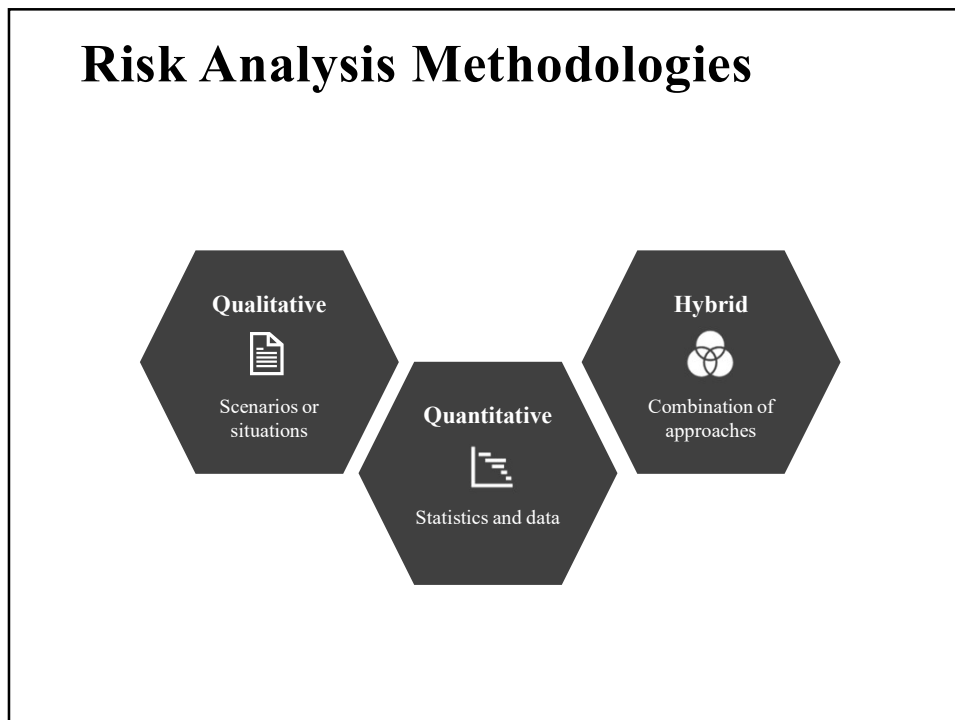 Risk Analysis Methodologies
Qualitative
Scenarios or
situations
Quantitative
Statistics and data
Hybrid
Combination of
approaches